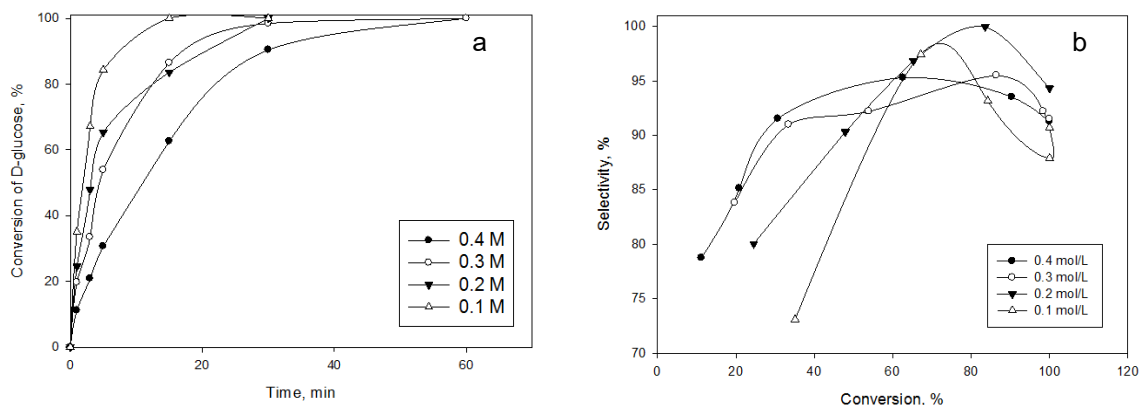 a
Conversion of D-glucose, %
100
80
60
40
20
0
0 20 40 60
Time, min
0.4 M
0.3 M
0.2 M
0.1 M
b
Selectivity, %
100
95
90
85
80
75
70
0 20 40 60 80 100 120
Conversion. %
0.4 mol/L
0.3 mol/L
0.2 mol/L
0.1 mol/L